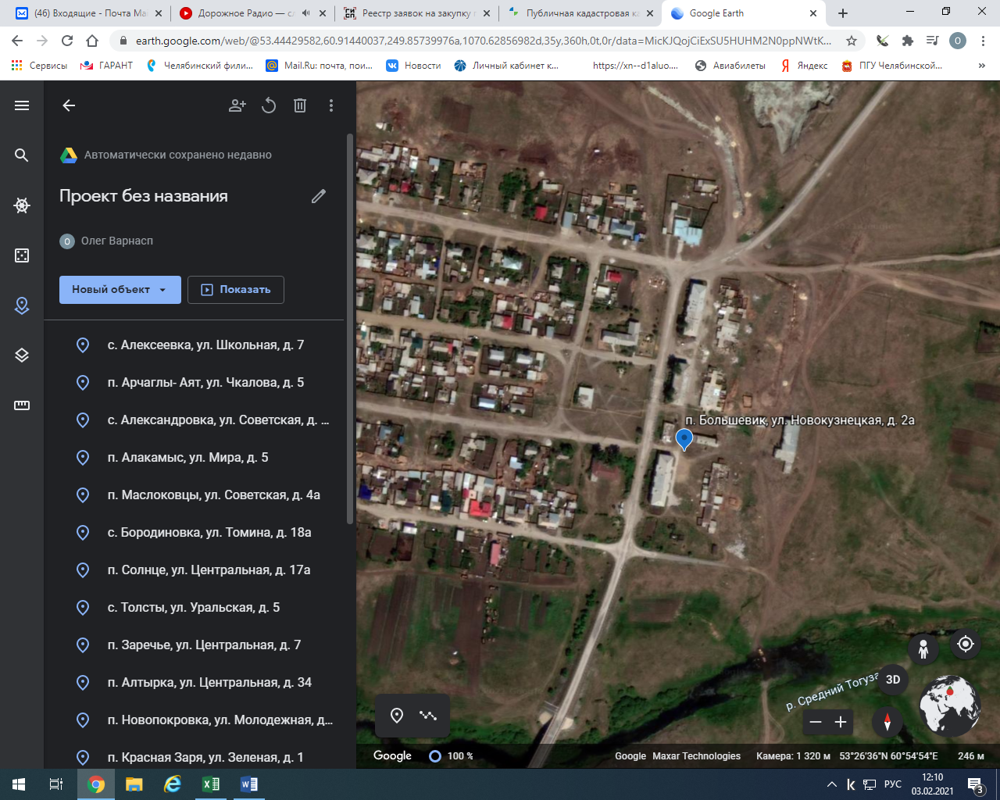 (46) Входящие - Почта Ma
Дорожное Радио — сл
Реестр заявок на закупку
Публичная кадастровая ка
Google Earth
earth.google.com/web/@53.44429582,60.91440037,249.85739976a,1070.62856982d,35y,360h,0t,0r/data=MicKJQojCiExSU5HUHM2N0ppNWtK...
Сервисы
ГАРАНТ
Челябинский фили...
Mail.Ru: почта, пои...
Новости
Личный кабинет к...
https://xn--d1aluo....
Авиабилеты
Яндекс
ПГУ Челябинской...
»
Автоматически сохранено недавно
Проект без названия
О Олег Варнасп
Новый объект
Показать
с. Алексеевка, ул. Школьная, д. 7
п. Арчаглы- Аят, ул. Чкалова, д. 5
с. Александровка, ул. Советская, д. ...
п. Алакамыс, ул. Мира, д. 5
п. Маслоковцы, ул. Советская, д. 4а
с. Бородиновка, ул. Томина, д. 18а
п. Солнце, ул. Центральная, д. 17а
с. Толсты, ул. Уральская, д. 5
п. Заречье, ул. Центральная, д. 7
п. Алтырка, ул. Центральная, д. 34
п. Новопокровка, ул. Молодежная, д...
п. Красная Заря, ул. Зеленая, д. 1
п. Большевик, ул. Новокузнецкая, д. 2а
р. Средний Тогуза
3D
Google
100 %
Google Maxar Technologies
Камера: 1 320 м
53°26'36"N 60°54'54"E
246 м
РУС
12:10
03.02.2021
3